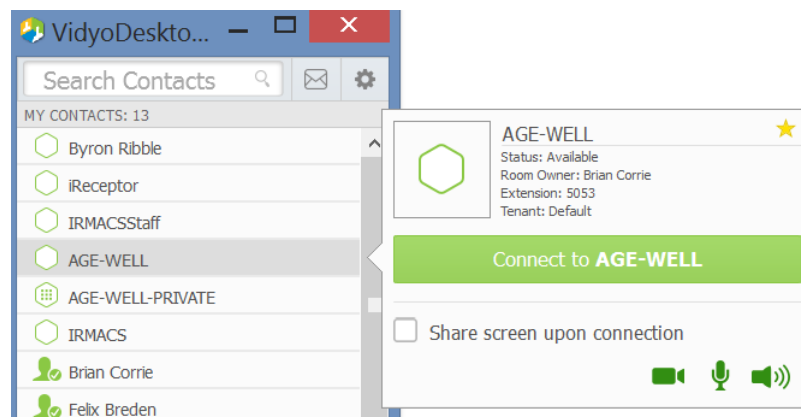 VidyoDeskto...
Search Contacts
MY CONTACTS: 13
Byron Ribble
iReceptor
IRMACSStaff
AGE-WELL
AGE-WELL-PRIVATE
IRMACS
Brian Corrie
Felix Breden
AGE-WELL
Status: Available
Room Owner: Brian Corrie
Extension: 5053
Tenant: Default
Connect to AGE-WELL
Share screen upon connection